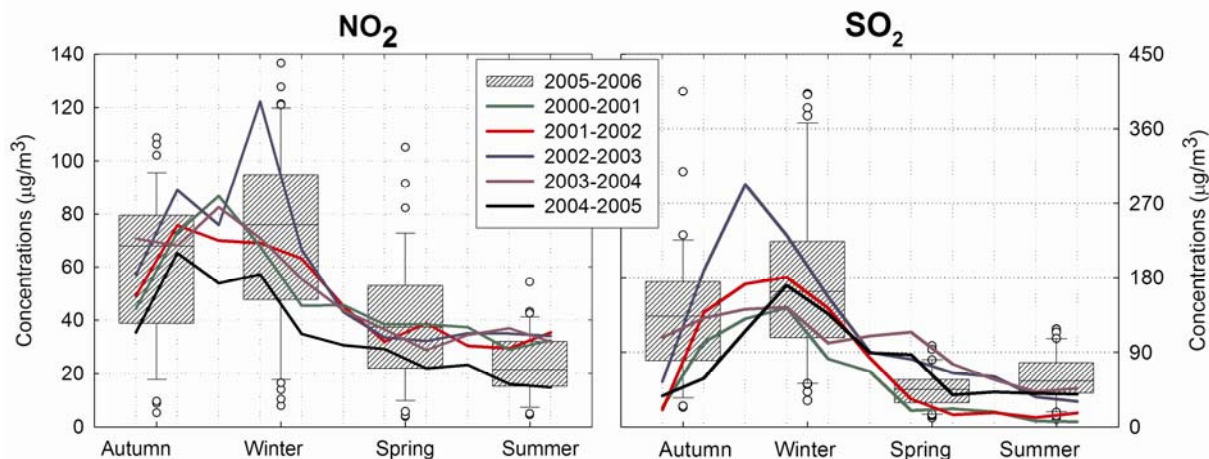 NO2
SO2
Concentrations (µg/m3)
140
120
100
80
60
40
20
0
Autumn
Winter
Spring
Summer
2005-2006
2000-2001
2001-2002
2002-2003
2003-2004
2004-2005
Autumn
Winter
Spring
Summer
450
360
270
180
90
0
Concentrations (µg/m3)